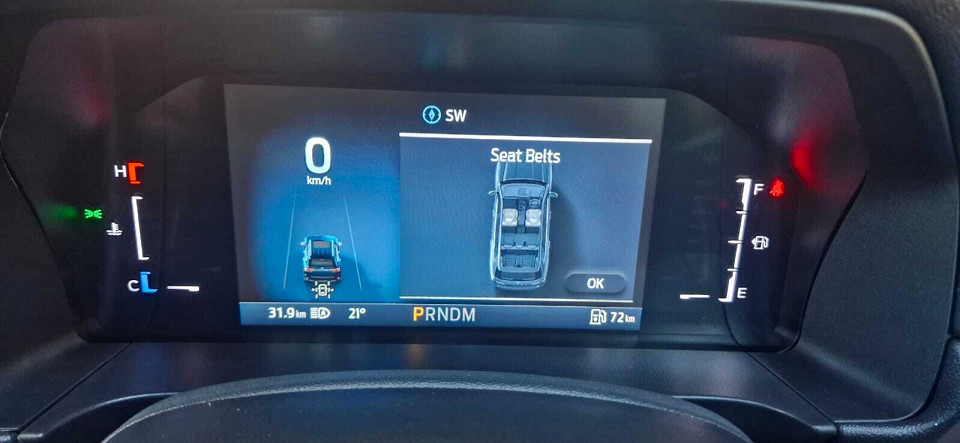 SW
0
km/h
Seat Belts
H
C
F
E
OK
31.9 km
21°
PRNDM
72 km